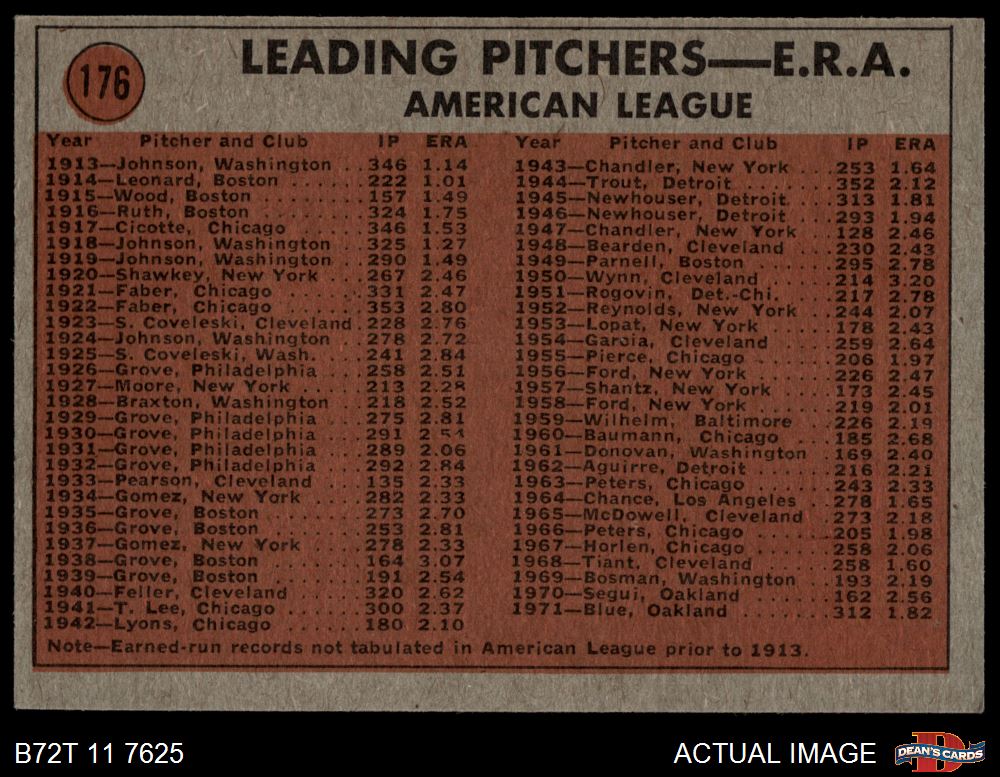 176
LEADING PITCHERS—E.R.A.
AMERICAN LEAGUE
Year Pitcher and Club IP ERA
1913—Johnson, Washington . . 346 1.14
1914—Leonard, Boston . . . . . . 222 1.01
1915—Wood, Boston . . . . . . . . 157 1.49
1916—Ruth, Boston . . . . . . . . 324 1.75
1917—Cicotte, Chicago . . . . . 346 1.53
1918—Johnson, Washington . . 325 1.27
1919—Johnson, Washington . . 290 1.49
1920—Shawkey, New York . . . 267 2.46
1921—Faber, Chicago . . . . . . 331 2.47
1922—Faber, Chicago . . . . . . 353 2.80
1923—S. Coveleski, Cleveland . 228 2.76
1924—Johnson, Washington . . 278 2.72
1925—S. Coveleski, Wash. . . . 241 2.84
1926—Grove, Philadelphia . . . 258 2.51
1927—Moore, New York . . . . . 213 2.28
1928—Braxton, Washington . . 218 2.52
1929—Grove, Philadelphia . . . 275 2.81
1930—Grove, Philadelphia . . . 291 2.54
1931—Grove, Philadelphia . . . 289 2.06
1932—Grove, Philadelphia . . . 292 2.84
1933—Pearson, Cleveland . . . . 135 2.33
1934—Gomez, New York . . . . 282 2.33
1935—Grove, Boston . . . . . . . 273 2.70
1936—Grove, Boston . . . . . . . 253 2.81
1937—Gomez, New York . . . . 278 2.33
1938—Grove, Boston . . . . . . . 164 3.07
1939—Grove, Boston . . . . . . . 191 2.54
1940—Feller, Cleveland . . . . . 320 2.62
1941—T. Lee, Chicago . . . . . . 300 2.37
1942—Lyons, Chicago . . . . . . 180 2.10
Year Pitcher and Club IP ERA
1943—Chandler, New York . . . 253 1.64
1944—Trout, Detroit . . . . . . . 352 2.12
1945—Newhouser, Detroit . . . . 313 1.81
1946—Newhouser, Detroit . . . . 293 1.94
1947—Chandler, New York . . . 128 2.46
1948—Bearden, Cleveland . . . . 230 2.43
1949—Parnell, Boston . . . . . . 295 2.78
1950—Wynn, Cleveland . . . . . 214 3.20
1951—Rogovin, Det.-Chi. . . . . 217 2.78
1952—Reynolds, New York . . . 244 2.07
1953—Lopat, New York . . . . . 178 2.43
1954—Garcia, Cleveland . . . . . 259 2.64
1955—Pierce, Chicago . . . . . . 206 1.97
1956—Ford, New York . . . . . . 226 2.47
1957—Shantz, New York . . . . 173 2.45
1958—Ford, New York . . . . . . 219 2.01
1959—Wilhelm, Baltimore . . . . 226 2.19
1960—Baumann, Chicago . . . . 185 2.68
1961—Donovan, Washington . . 169 2.40
1962—Aguirre, Detroit . . . . . . 216 2.21
1963—Peters, Chicago . . . . . . 243 2.33
1964—Chance, Los Angeles . . . 278 1.65
1965—McDowell, Cleveland . . . 273 2.18
1966—Peters, Chicago . . . . . . 205 1.98
1967—Horlen, Chicago . . . . . . 258 2.06
1968—Tiant, Cleveland . . . . . 258 1.60
1969—Bosman, Washington . . . 193 2.19
1970—Segui, Oakland . . . . . . 162 2.56
1971—Blue, Oakland . . . . . . . 312 1.82
Note—Earned-run records not tabulated in American League prior to 1913.
B72T 11 7625
ACTUAL IMAGE
D
DEAN'S CARDS